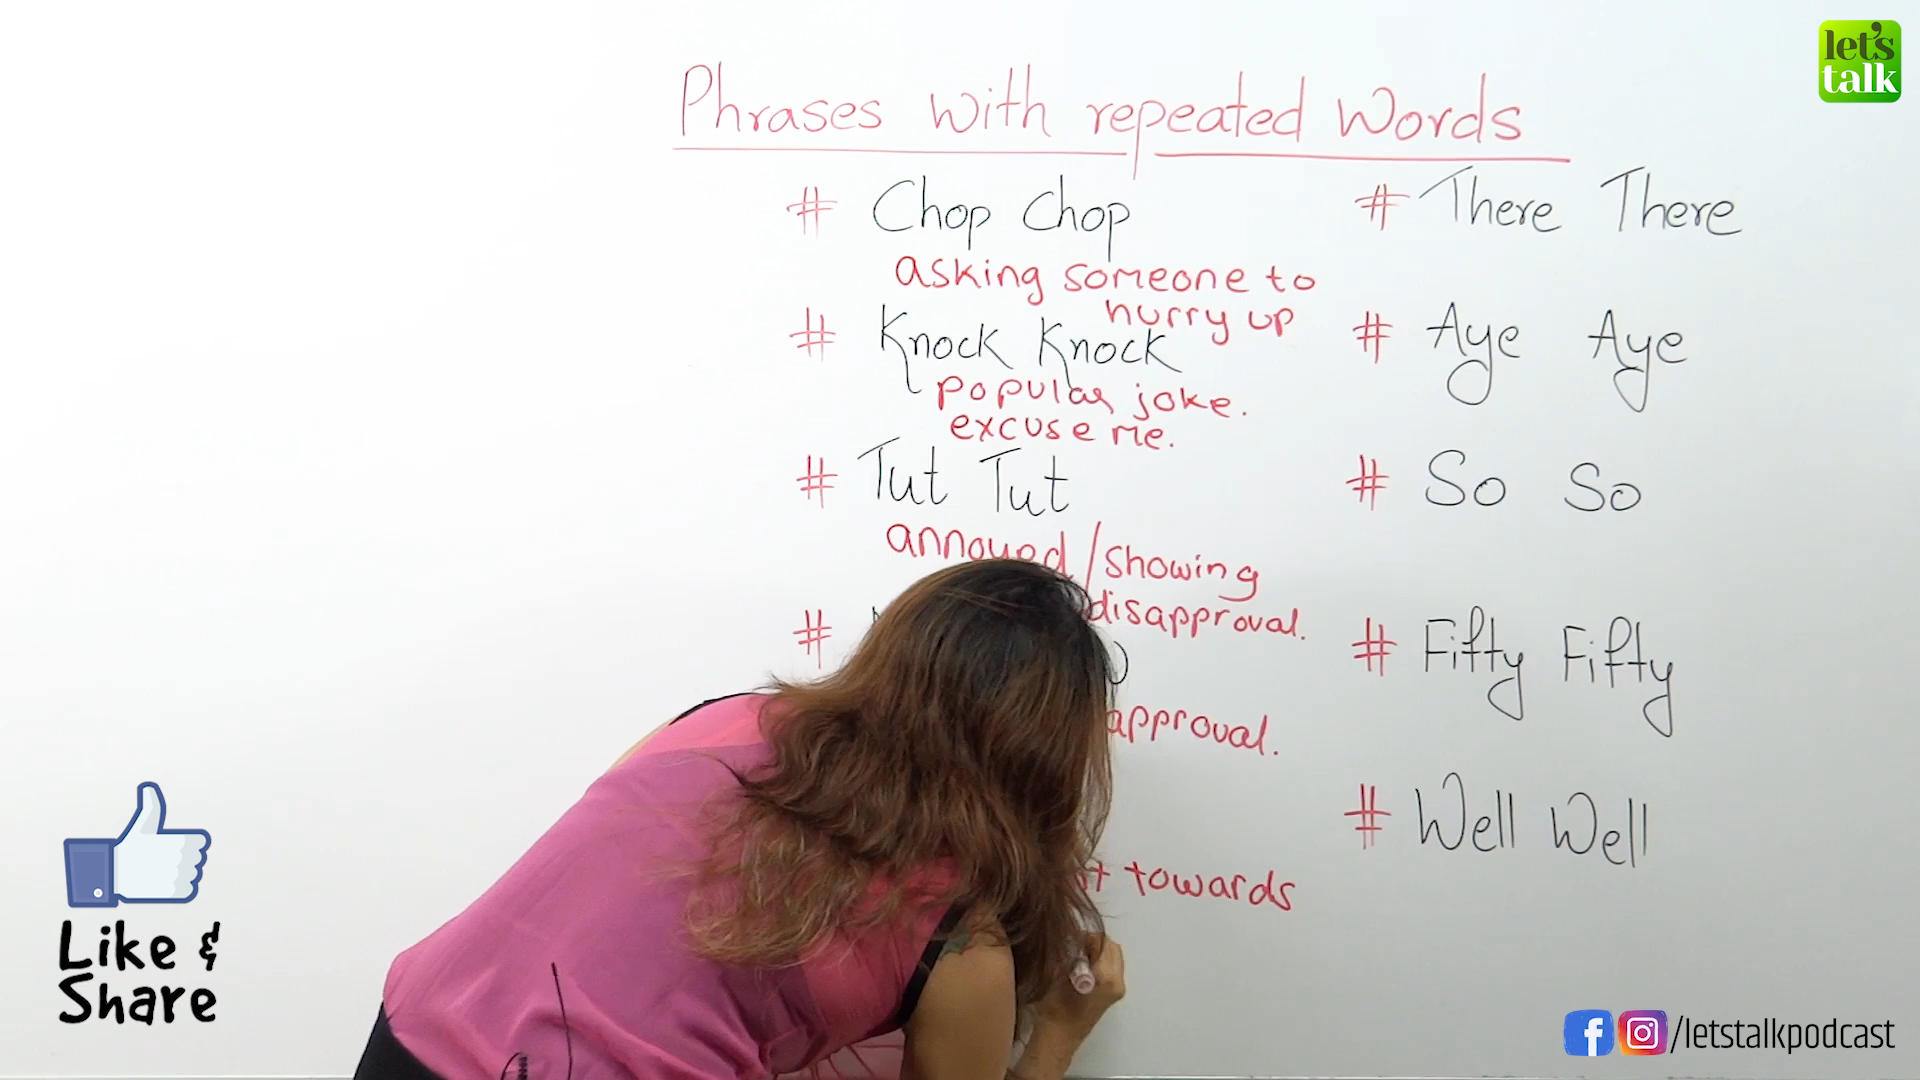 let's
talk
Phrases with repeated Words
# Chop Chop
asking someone to
hurry up
# Knock Knock
popular joke.
excuse me.
# Tut Tut
annoyed/showing
disapproval.
#
approval.
towards
# There There
# Aye Aye
# So So
# Fifty Fifty
# Well Well
Like &
Share
/letstalkpodcast